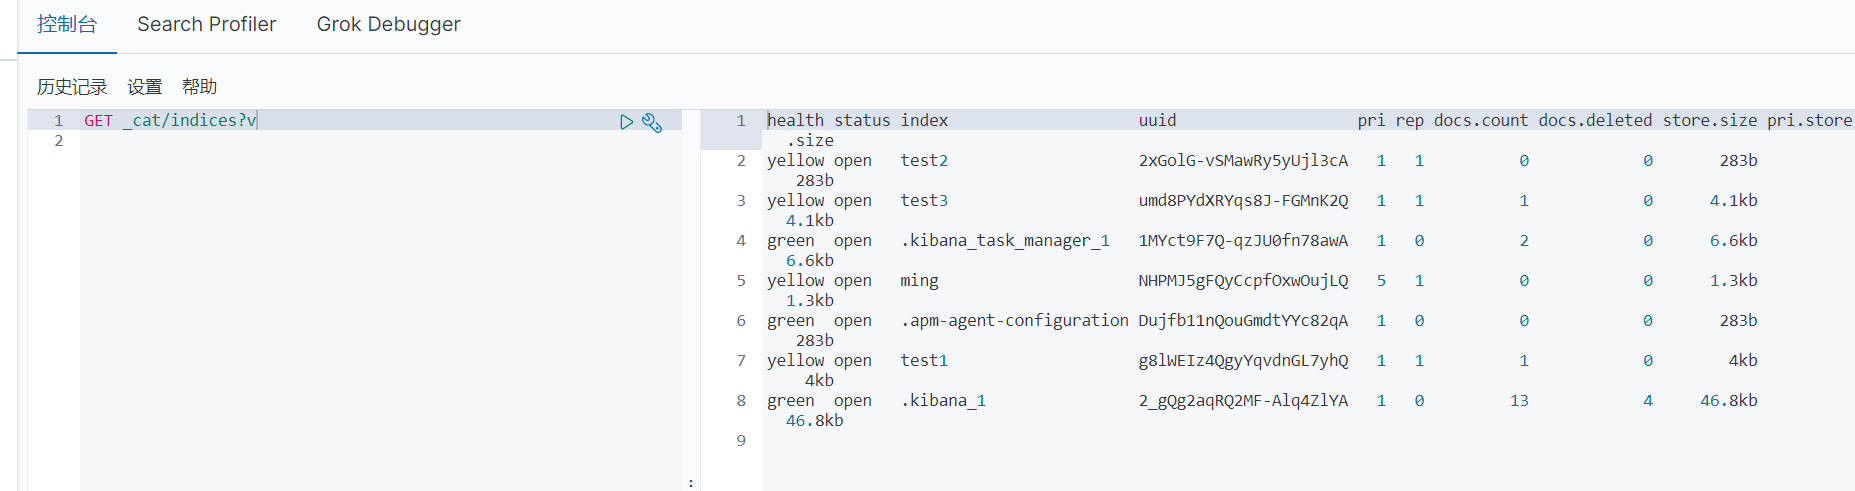 控制台 Search Profiler Grok Debugger
历史记录 设置 帮助
1 GET _cat/indices?v
2
1 health status index uuid pri rep docs.count docs.deleted store.size pri.store
.size
2 yellow open test2 2xGolG-vSMawRy5yUjl3cA 1 1 0 0 283b
283b
3 yellow open test3 umd8PYdXRYqs8J-FGMnK2Q 1 1 1 0 4.1kb
4.1kb
4 green open .kibana_task_manager_1 1MYct9F7Q-qzJU0fn78awA 1 0 2 0 6.6kb
6.6kb
5 yellow open ming NHPMJ5gFQyCcpfOxwOujLQ 5 1 0 0 1.3kb
1.3kb
6 green open .apm-agent-configuration Dujfb11nQouGmdtYYc82qA 1 0 0 0 283b
283b
7 yellow open test1 g8lWEIz4QgyYqvdnGL7yhQ 1 1 1 0 4kb
4kb
8 green open .kibana_1 2_gQg2aqRQ2MF-Alq4ZlYA 1 0 13 4 46.8kb
46.8kb
9